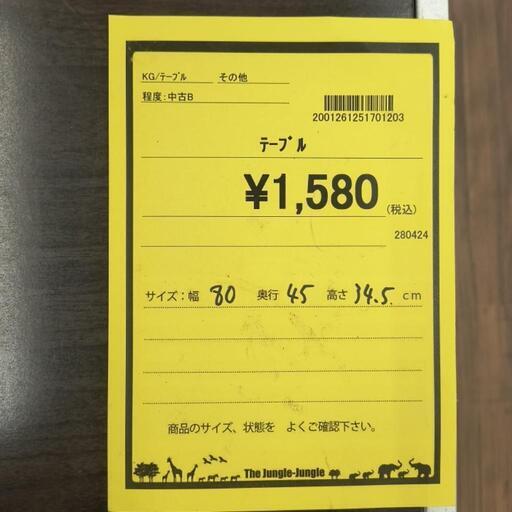 KG/ﾃｰﾌﾞﾙ その他
程度:中古B
2001261251701203
ﾃｰﾌﾞﾙ
¥1,580 (税込)
280424
サイズ:幅 80 奥行 45 高さ 34.5 cm
商品のサイズ、状態を よくご確認下さい。
The Jungle-Jungle